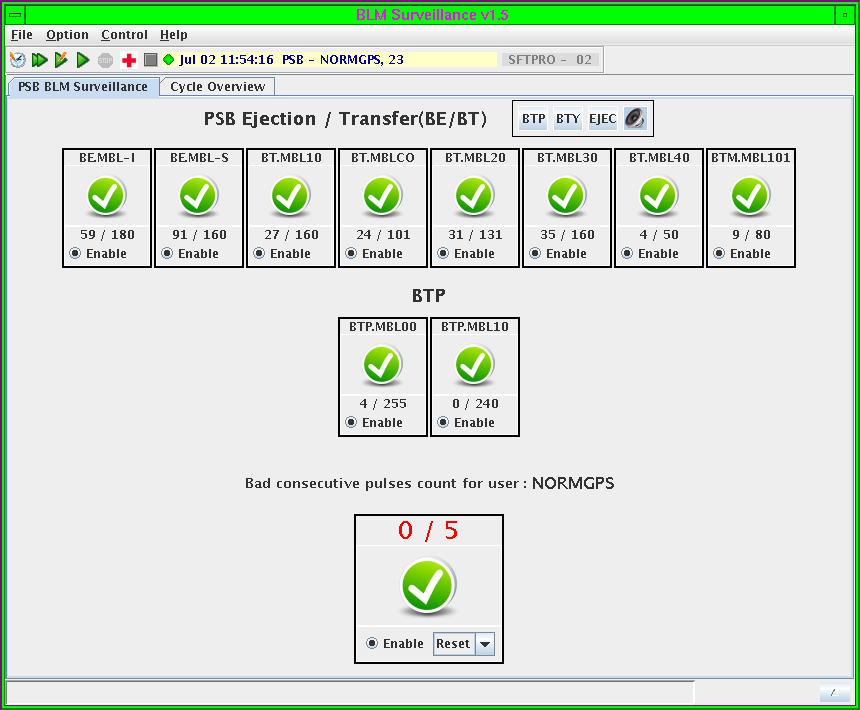 BLM Surveillance v1.5
File Option Control Help
STOP Jul 02 11:54:16 PSB - NORMGPS, 23 SFTPRO - 02
PSB BLM Surveillance Cycle Overview
PSB Ejection / Transfer(BE/BT) BTP BTY EJEC
BE.MBL-I BE.MBL-S BT.MBL10 BT.MBLCO BT.MBL20 BT.MBL30 BT.MBL40 BTM.MBL101
59 / 180 91 / 160 27 / 160 24 / 101 31 / 131 35 / 160 4 / 50 9 / 80
Enable Enable Enable Enable Enable Enable Enable Enable
BTP
BTP.MBL00 BTP.MBL10
4 / 255 0 / 240
Enable Enable
Bad consecutive pulses count for user : NORMGPS
0 / 5
Enable Reset